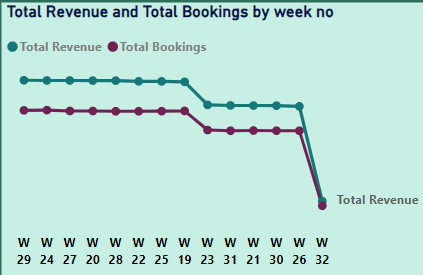 Total Revenue and Total Bookings by week no
Total Revenue Total Bookings
Total Revenue
W W W W W W W W W W W W W W
29 24 27 20 28 22 25 19 23 31 21 30 26 32